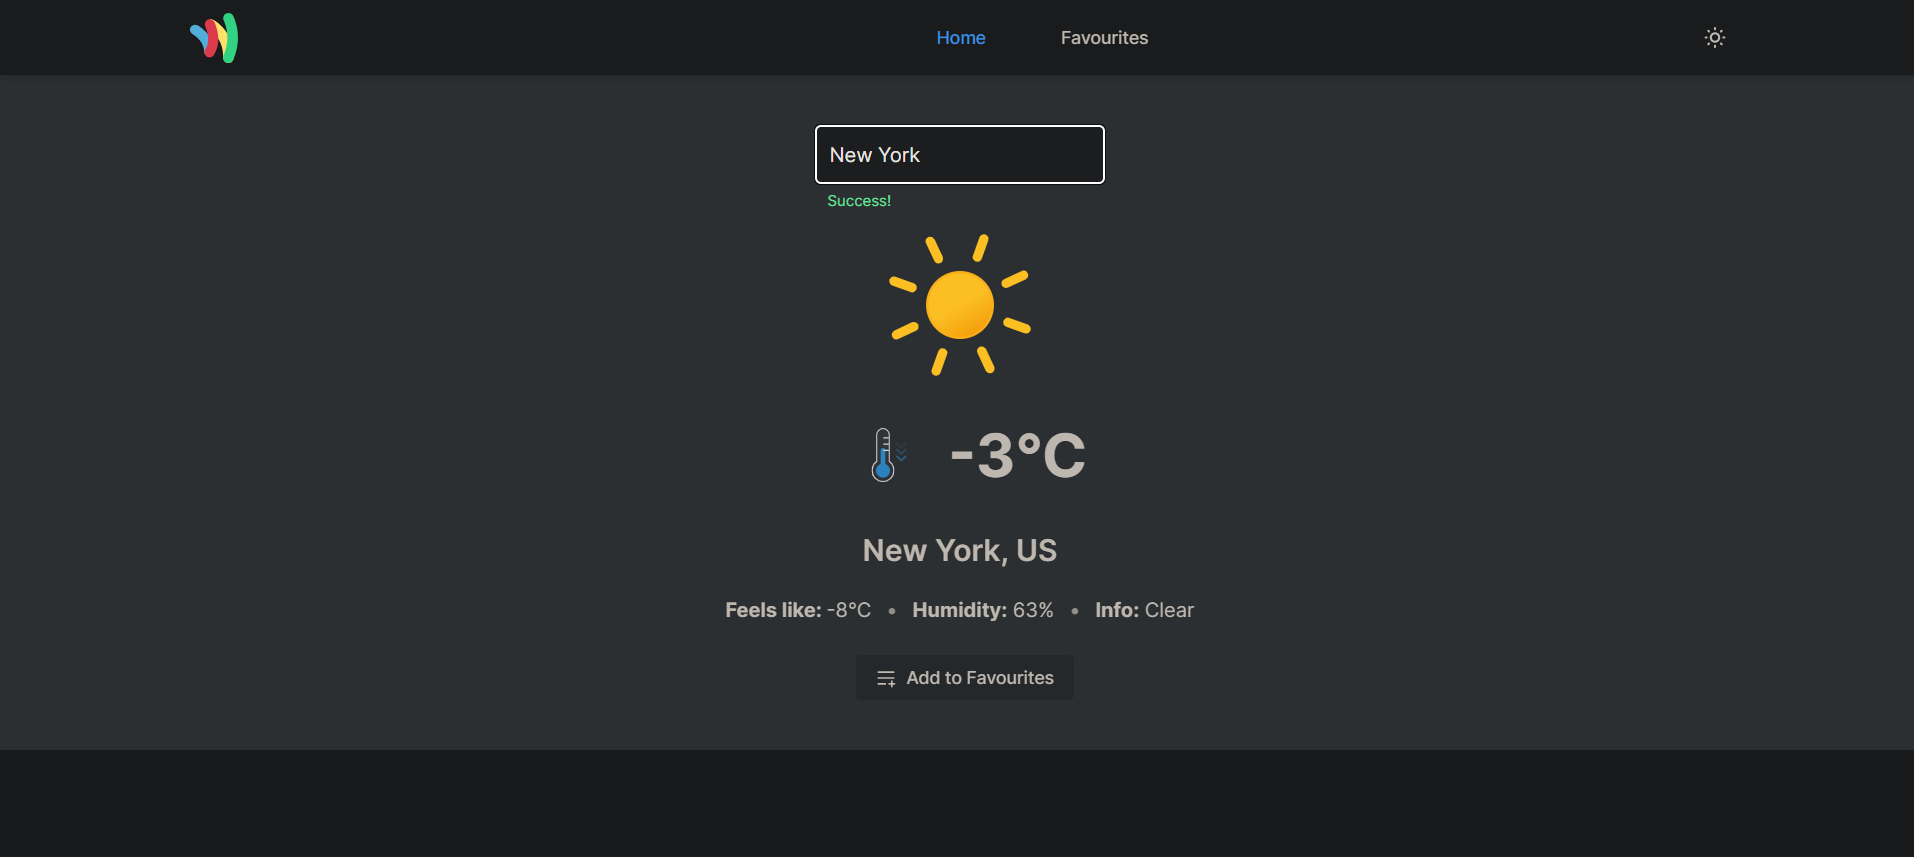 Home Favourites
New York
Success!
-3°C
New York, US
Feels like: -8°C • Humidity: 63% • Info: Clear
Add to Favourites